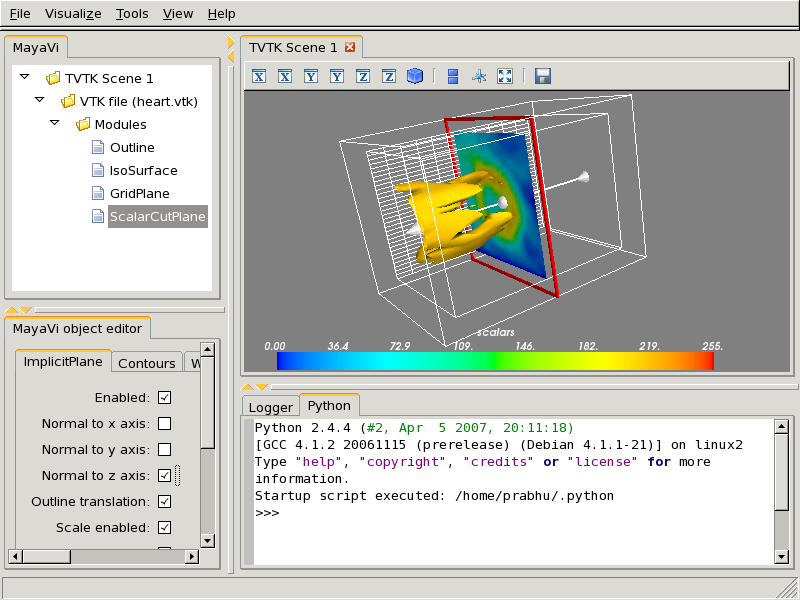 File Visualize Tools View Help
MayaVi
TVTK Scene 1
VTK file (heart.vtk)
Modules
Outline
IsoSurface
GridPlane
ScalarCutPlane
MayaVi object editor
ImplicitPlane Contours
Enabled:
Normal to x axis:
Normal to y axis:
Normal to z axis:
Outline translation:
Scale enabled:
TVTK Scene 1
X X Y Y Z Z
scalars
0.00 36.4 72.9 109. 146. 182. 219. 255.
Logger Python
Python 2.4.4 (#2, Apr  5 2007, 20:11:18)
[GCC 4.1.2 20061115 (prerelease) (Debian 4.1.1-21)] on linux2
Type "help", "copyright", "credits" or "license" for more
information.
Startup script executed: /home/prabhu/.python
>>>